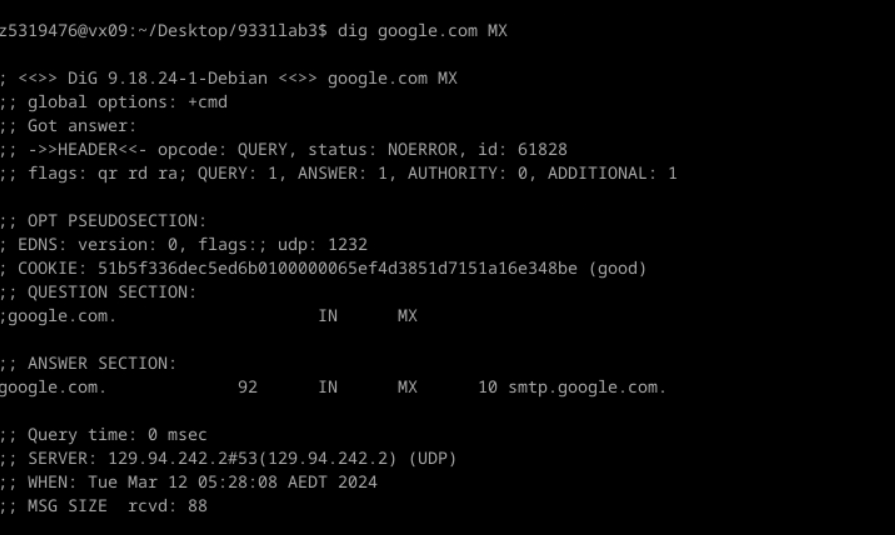 z5319476@vx09:~/Desktop/9331lab3$ dig google.com MX
; <<>> DiG 9.18.24-1-Debian <<>> google.com MX
;; global options: +cmd
;; Got answer:
;; ->>HEADER<<- opcode: QUERY, status: NOERROR, id: 61828
;; flags: qr rd ra; QUERY: 1, ANSWER: 1, AUTHORITY: 0, ADDITIONAL: 1
;; OPT PSEUDOSECTION:
; EDNS: version: 0, flags:; udp: 1232
; COOKIE: 51b5f336dec5ed6b0100000065ef4d3851d7151a16e348be (good)
;; QUESTION SECTION:
;google.com. IN MX
;; ANSWER SECTION:
google.com. 92 IN MX 10 smtp.google.com.
;; Query time: 0 msec
;; SERVER: 129.94.242.2#53(129.94.242.2) (UDP)
;; WHEN: Tue Mar 12 05:28:08 AEDT 2024
;; MSG SIZE rcvd: 88